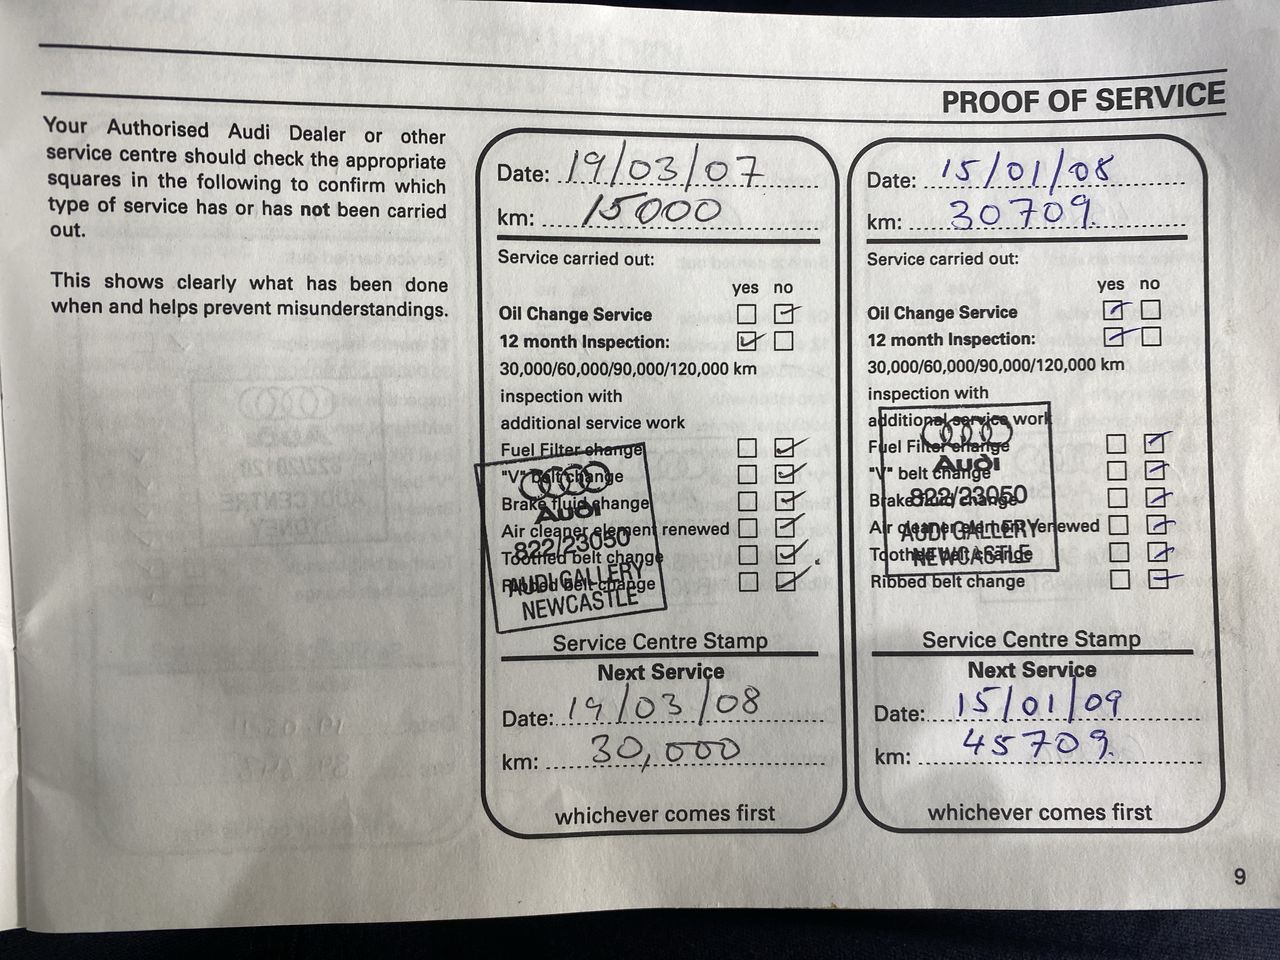 PROOF OF SERVICE
Your Authorised Audi Dealer or other
service centre should check the appropriate
squares in the following to confirm which
type of service has or has not been carried
out.
This shows clearly what has been done
when and helps prevent misunderstandings.
Date: 19/03/07
km: 15000
Service carried out:
yes no
Oil Change Service
12 month Inspection:
30,000/60,000/90,000/120,000 km
inspection with
additional service work
Fuel Filter change
"V" belt change
Brake fluid change
Air cleaner element renewed
Toothed belt change
Ribbed belt change
Audi
822/23050
AUDI GALLERY
NEWCASTLE
Service Centre Stamp
Next Service
Date: 19/03/08
km: 30,000
whichever comes first
Date: 15/01/08
km: 30709.
Service carried out:
yes no
Oil Change Service
12 month Inspection:
30,000/60,000/90,000/120,000 km
inspection with
additional service work
Fuel Filter change
"V" belt change
Brake fluid change
Air cleaner element renewed
Toothed belt change
Ribbed belt change
Audi
822/23050
AUDI GALLERY
NEWCASTLE
Service Centre Stamp
Next Service
Date: 15/01/09
km: 45709.
whichever comes first
9